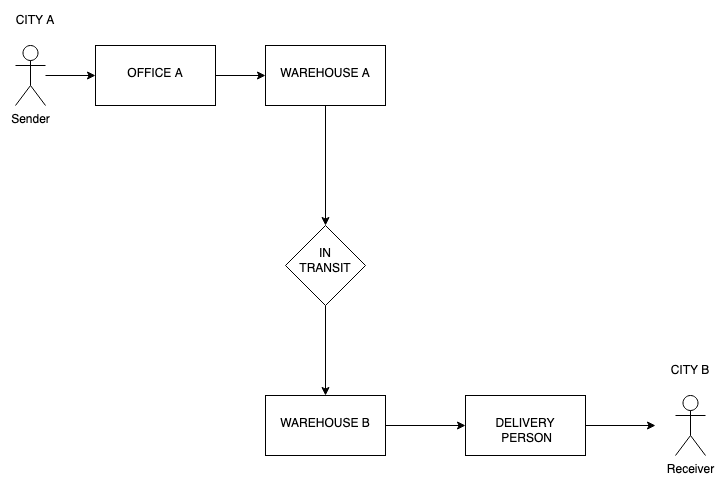 CITY A
OFFICE A
WAREHOUSE A
Sender
IN
TRANSIT
CITY B
WAREHOUSE B
DELIVERY
PERSON
Receiver